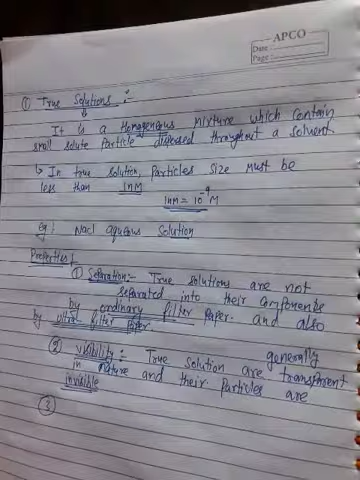 APCO
Date :
Page :
① True Solutions :-
It is a Homogeneous Mixture which contain
small solute Particle dispersed throughout a solvent
↳ In true solution, Particles Size must be
less than 1nM
1nM = 10⁻⁹ M
eg: Nacl aqueous Solution
Properties!
① Separation:- True solutions are not
separated into their components
by ordinary filter Paper. and also
by ultra filter Paper.
② Visibility:- True Solution are generally transparent
in nature and their Particles are
invisible
③